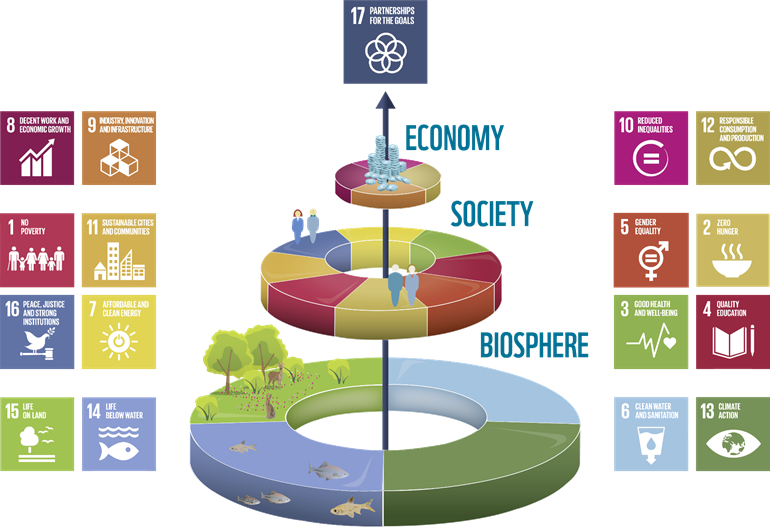 17 PARTNERSHIPS
FOR THE GOALS
ECONOMY
8 DECENT WORK AND
ECONOMIC GROWTH
9 INDUSTRY, INNOVATION
AND INFRASTRUCTURE
10 REDUCED
INEQUALITIES
12 RESPONSIBLE
CONSUMPTION
AND PRODUCTION
SOCIETY
1 NO
POVERTY
11 SUSTAINABLE CITIES
AND COMMUNITIES
5 GENDER
EQUALITY
2 ZERO
HUNGER
16 PEACE, JUSTICE
AND STRONG
INSTITUTIONS
7 AFFORDABLE AND
CLEAN ENERGY
3 GOOD HEALTH
AND WELL-BEING
4 QUALITY
EDUCATION
BIOSPHERE
15 LIFE
ON LAND
14 LIFE
BELOW WATER
6 CLEAN WATER
AND SANITATION
13 CLIMATE
ACTION